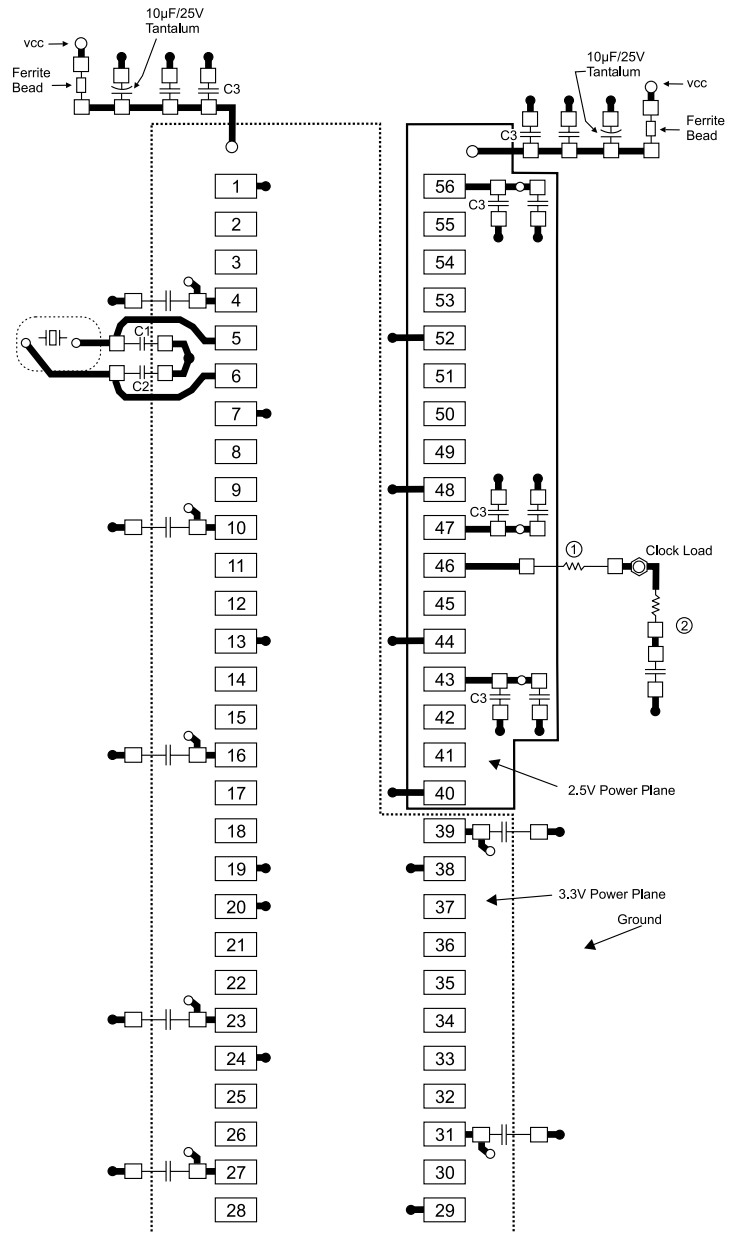 10µF/25V
Tantalum
vcc
Ferrite
Bead
C3
10µF/25V
Tantalum
vcc
C3
Ferrite
Bead
1
56
C3
2
55
3
54
4
53
C1
5
52
C2
6
51
7
50
8
49
9
48
C3
10
47
1
Clock Load
11
46
12
45
2
13
44
14
43
C3
15
42
16
41
2.5V Power Plane
17
40
18
39
19
38
3.3V Power Plane
20
37
Ground
21
36
22
35
23
34
24
33
25
32
26
31
27
30
28
29